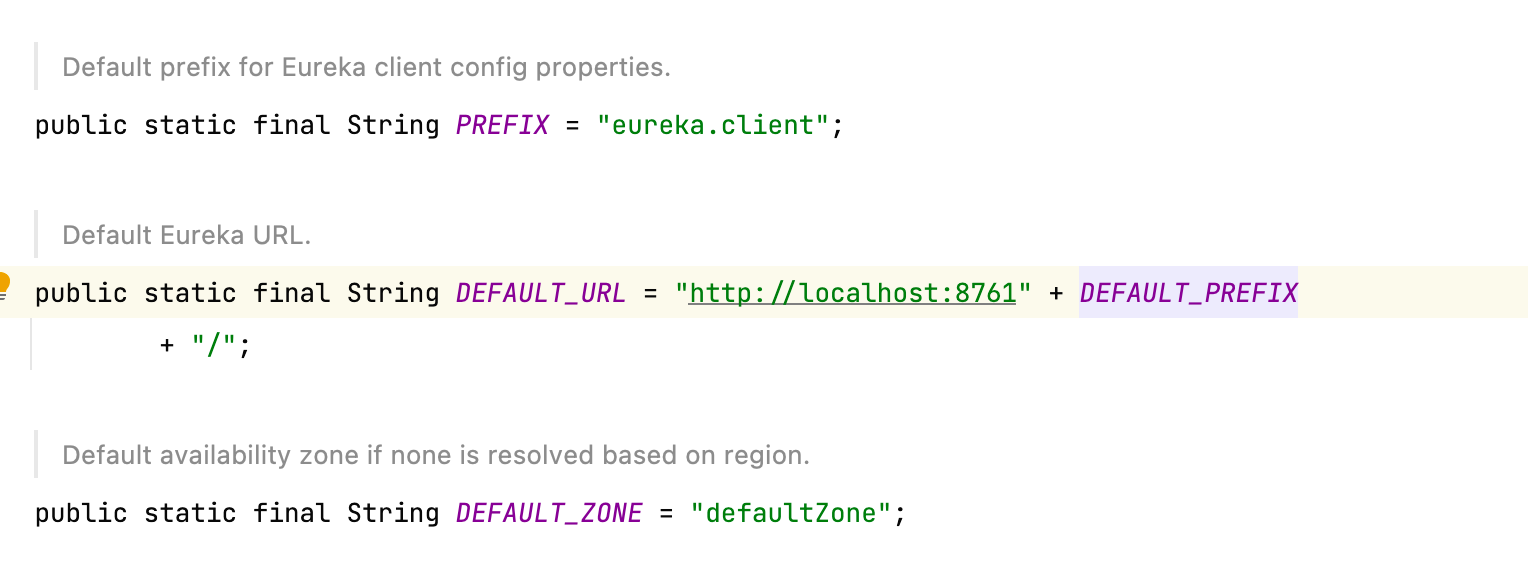 Default prefix for Eureka client config properties.
public static final String PREFIX = "eureka.client";
Default Eureka URL.
public static final String DEFAULT_URL = "http://localhost:8761" + DEFAULT_PREFIX
+ "/";
Default availability zone if none is resolved based on region.
public static final String DEFAULT_ZONE = "defaultZone";